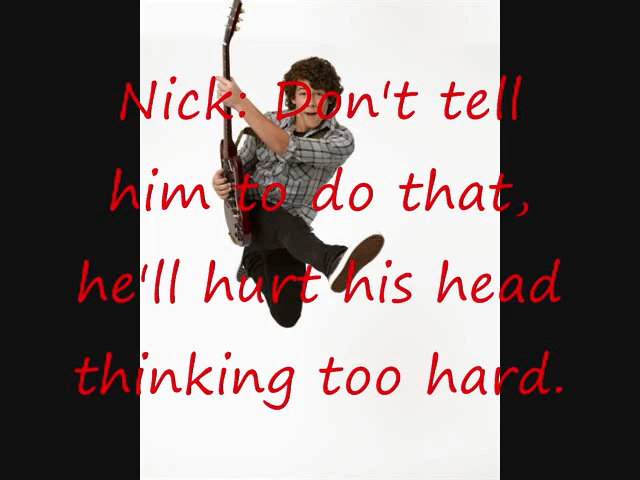 Nick: Don't tell
him to do that,
he'll hurt his head
thinking too hard.